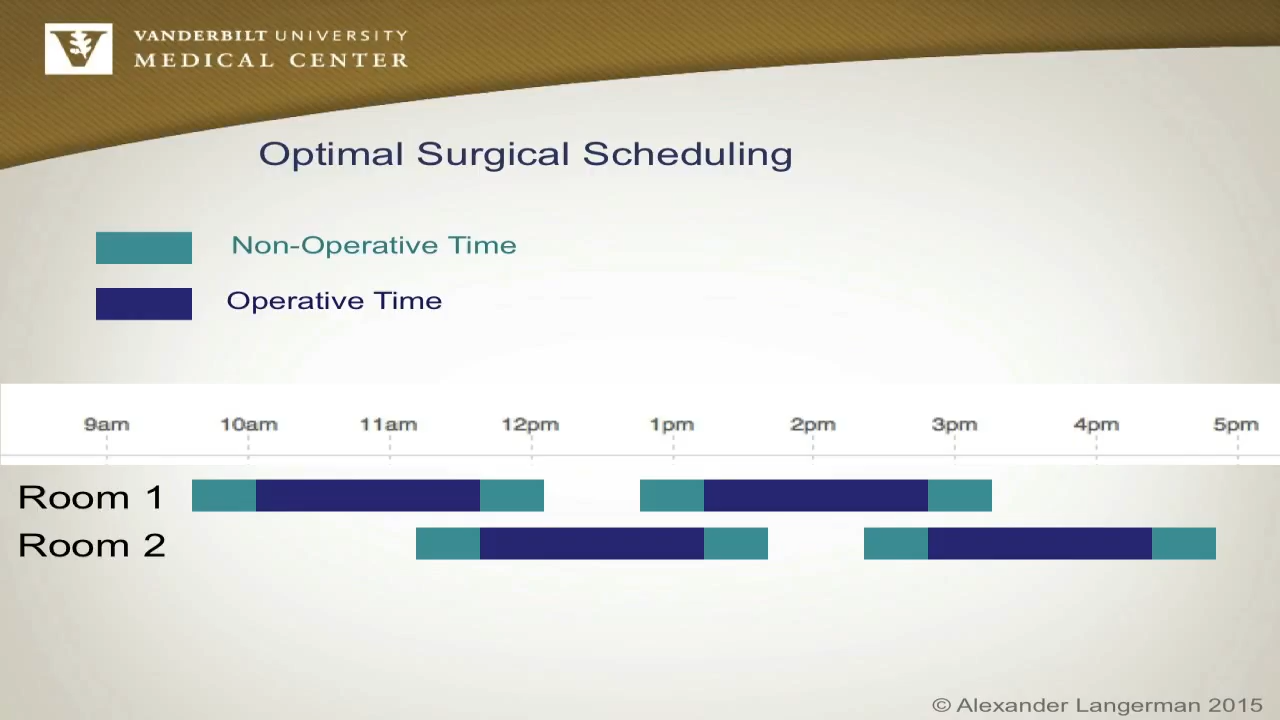 VANDERBILT UNIVERSITY
MEDICAL CENTER
Optimal Surgical Scheduling
Non-Operative Time
Operative Time
9am 10am 11am 12pm 1pm 2pm 3pm 4pm 5pm
Room 1
Room 2
© Alexander Langerman 2015